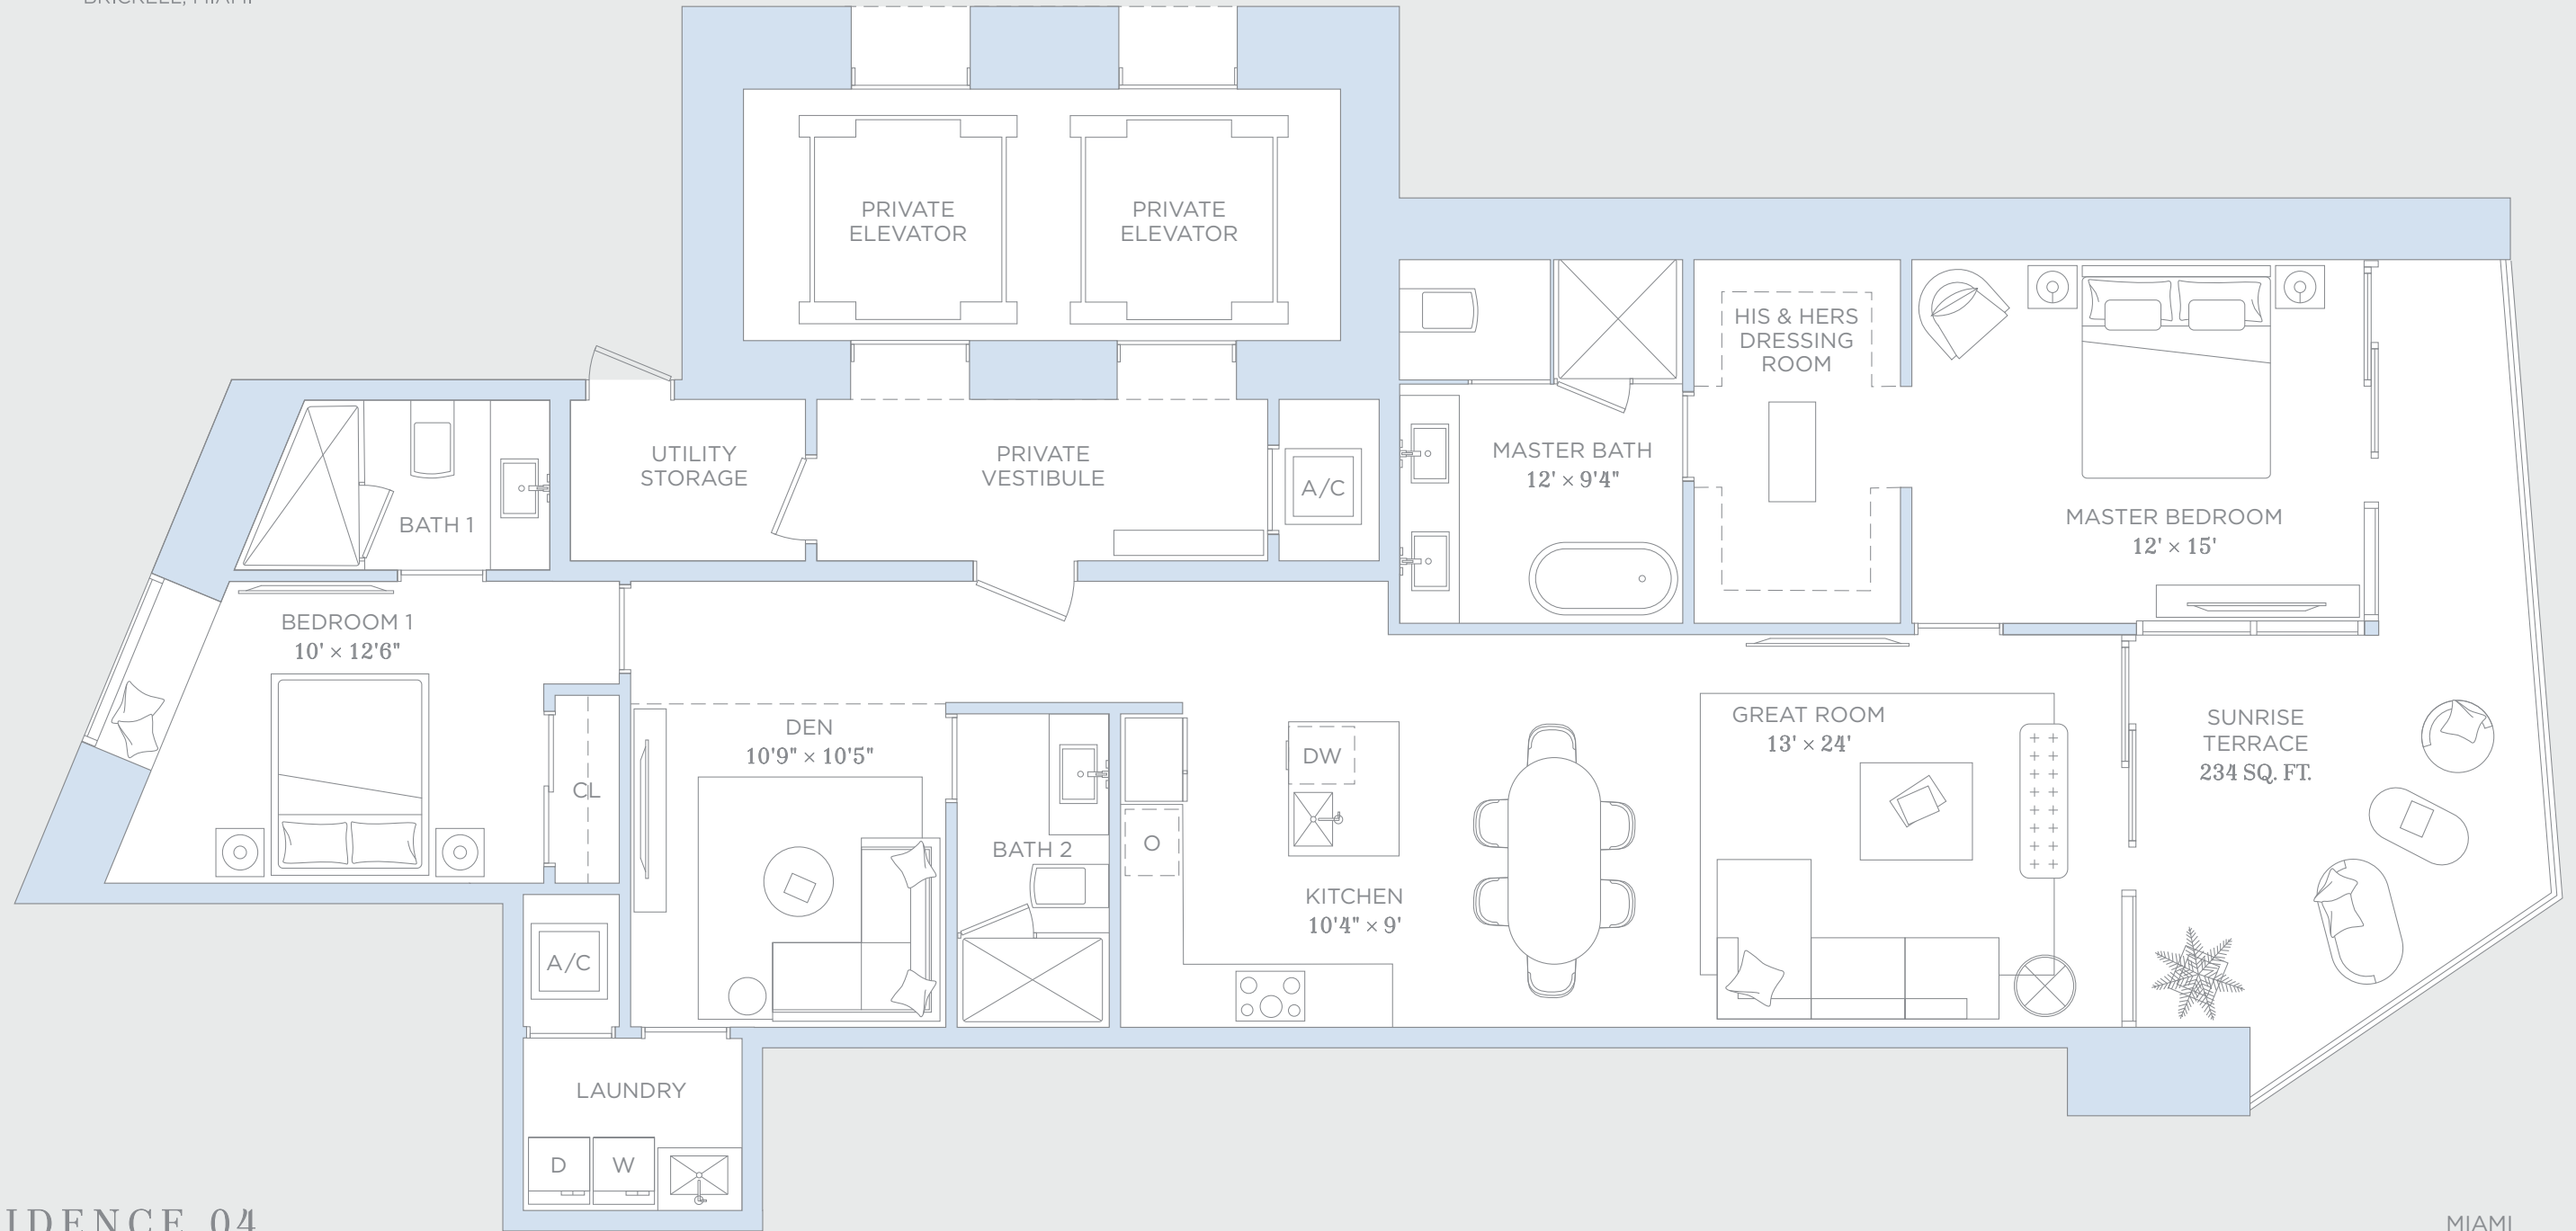 PRIVATE
ELEVATOR
PRIVATE
ELEVATOR
HIS & HERS
DRESSING
ROOM
UTILITY
STORAGE
PRIVATE
VESTIBULE
A/C
MASTER BATH
12' × 9'4"
MASTER BEDROOM
12' × 15'
BATH 1
BEDROOM 1
10' × 12'6"
CL
DEN
10'9" × 10'5"
BATH 2
O
DW
KITCHEN
10'4" × 9'
GREAT ROOM
13' × 24'
SUNRISE
TERRACE
234 SQ. FT.
A/C
LAUNDRY
D
W
IDENCE 04
MIAMI